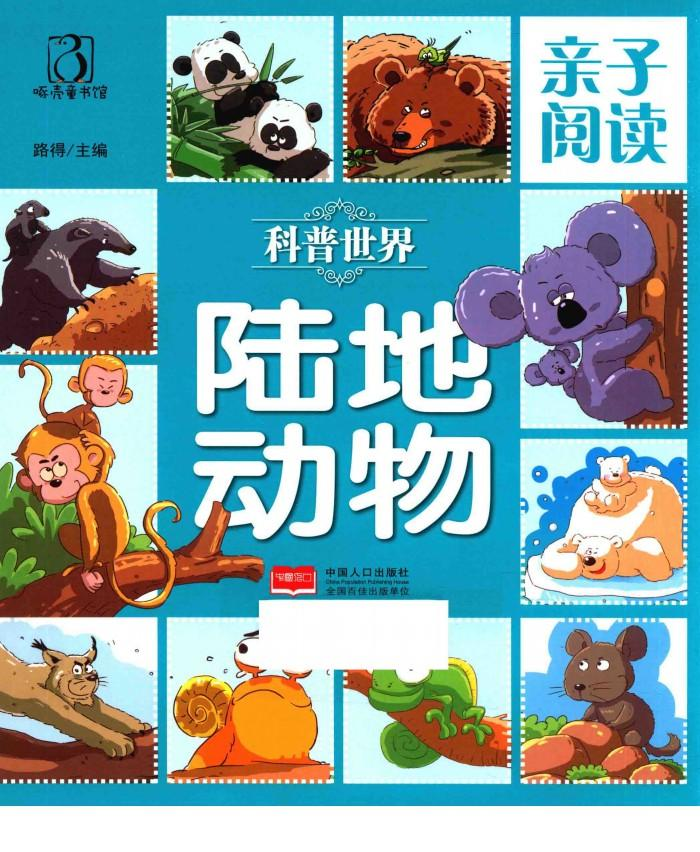 啄壳童书馆
路得/主编
亲子
阅读
科普世界
陆地
动物
中国人口出版社
China Population Publishing House
全国百佳出版单位